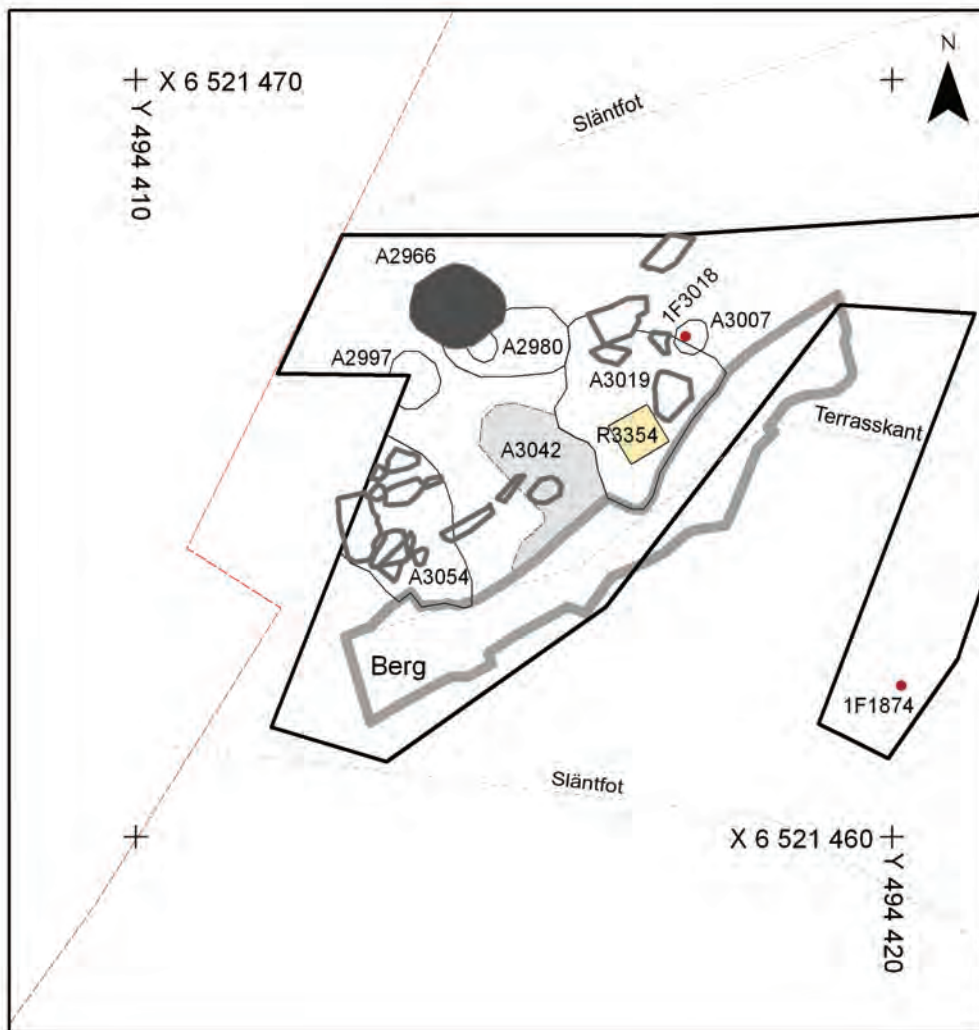 N
X 6 521 470
Y 494 410
Släntfot
A2966
1F3018
A3007
A2980
A2997
A3019
Terrasskant
R3354
A3042
A3054
Berg
1F1874
Släntfot
X 6 521 460
Y 494 420